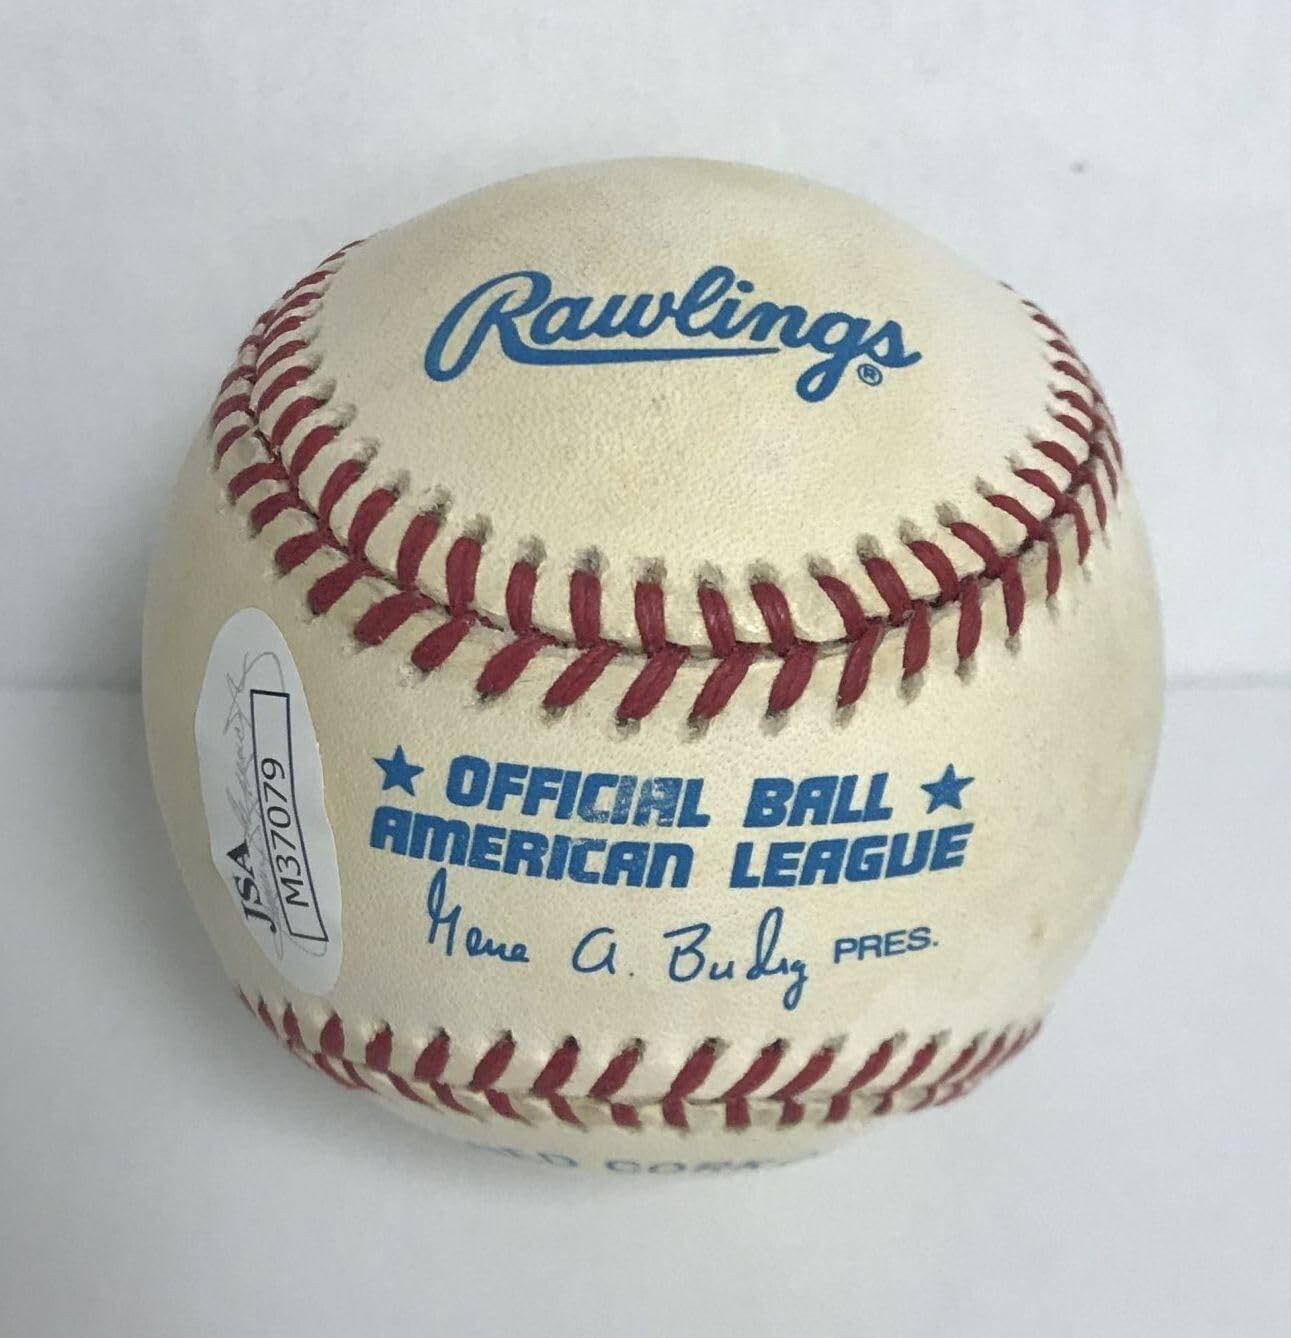 Rawlings®
★ OFFICIAL BALL ★
AMERICAN LEAGUE
Gene A. Budig PRES.
JSA
M37079